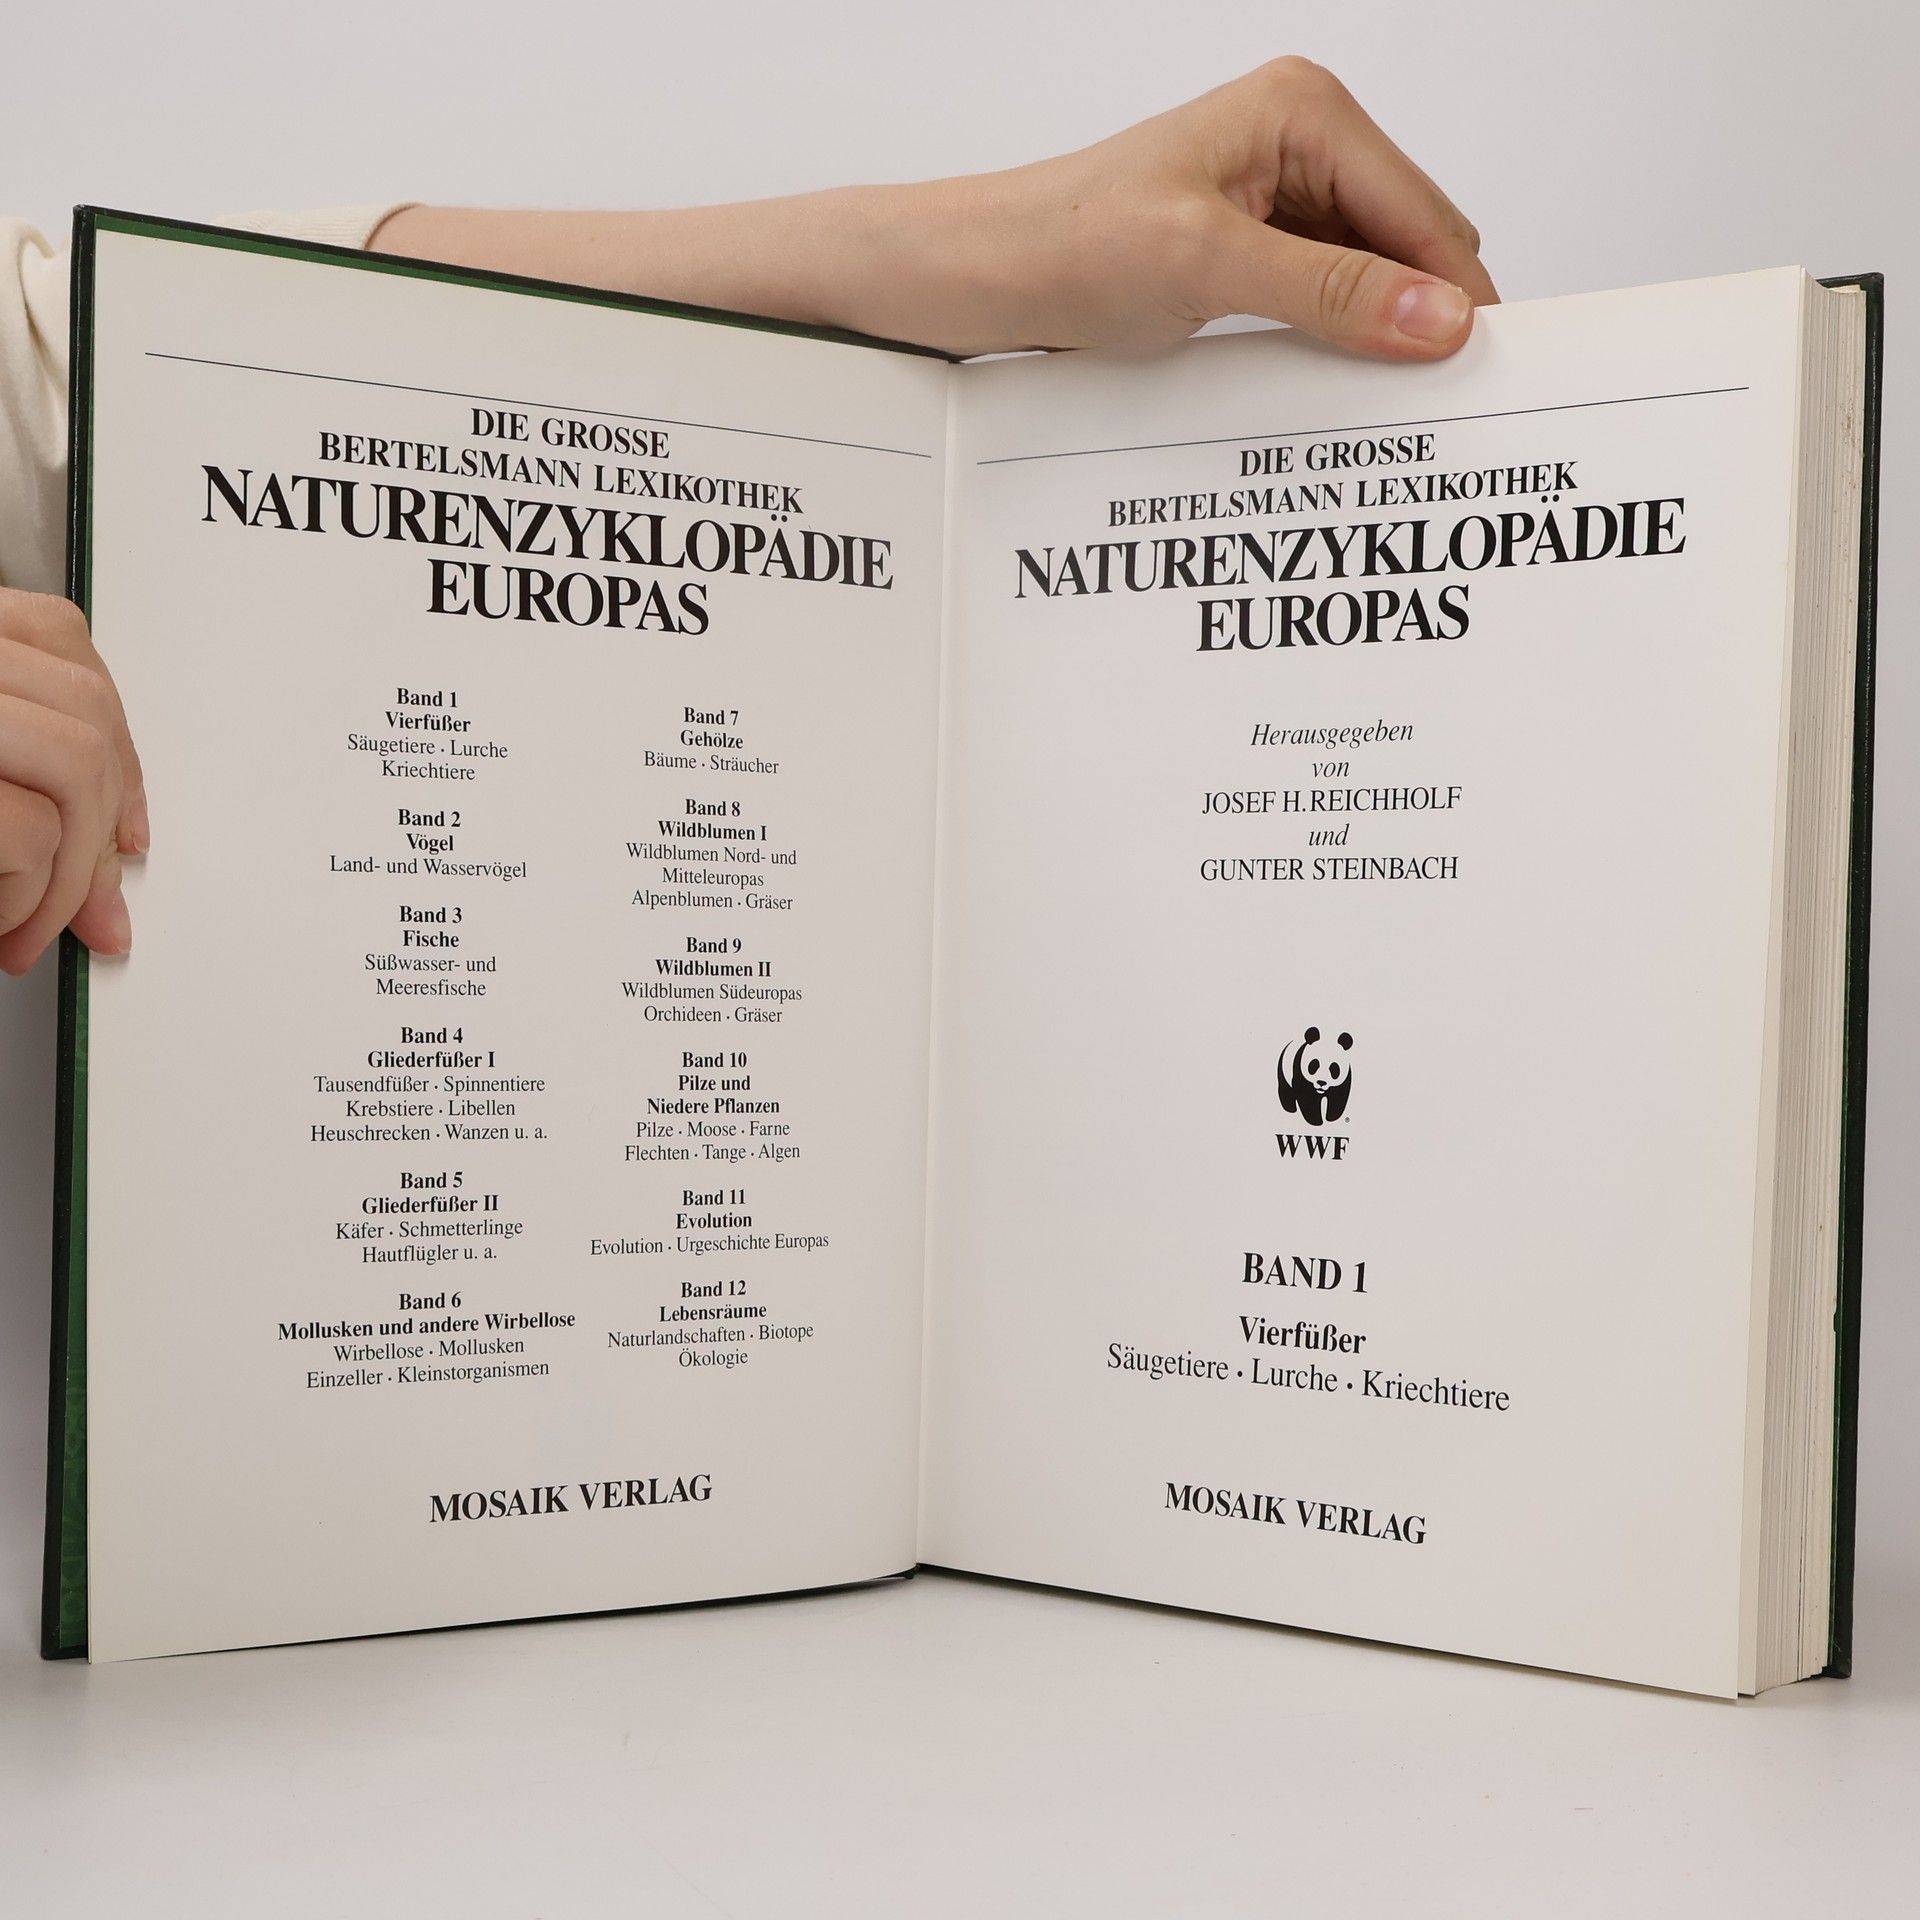 DIE GROSSE
BERTELSMANN LEXIKOTHEK
NATURENZYKLOPÄDIE
EUROPAS
Band 1
Vierfüßer
Säugetiere · Lurche
Kriechtiere
Band 2
Vögel
Land- und Wasservögel
Band 3
Fische
Süßwasser- und
Meeresfische
Band 4
Gliederfüßer I
Tausendfüßer · Spinnentiere
Krebstiere · Libellen
Heuschrecken · Wanzen u. a.
Band 5
Gliederfüßer II
Käfer · Schmetterlinge
Hautflügler u. a.
Band 6
Mollusken und andere Wirbellose
Wirbellose · Mollusken
Einzeller · Kleinstorganismen
Band 7
Gehölze
Bäume · Sträucher
Band 8
Wildblumen I
Wildblumen Nord- und
Mitteleuropas
Alpenblumen · Gräser
Band 9
Wildblumen II
Wildblumen Südeuropas
Orchideen · Gräser
Band 10
Pilze und
Niedere Pflanzen
Pilze · Moose · Farne
Flechten · Tange · Algen
Band 11
Evolution
Evolution · Urgeschichte Europas
Band 12
Lebensräume
Naturlandschaften · Biotope
Ökologie
MOSAIK VERLAG
DIE GROSSE
BERTELSMANN LEXIKOTHEK
NATURENZYKLOPÄDIE
EUROPAS
Herausgegeben
von
JOSEF H. REICHHOLF
und
GUNTER STEINBACH
®
WWF
BAND 1
Vierfüßer
Säugetiere · Lurche · Kriechtiere
MOSAIK VERLAG